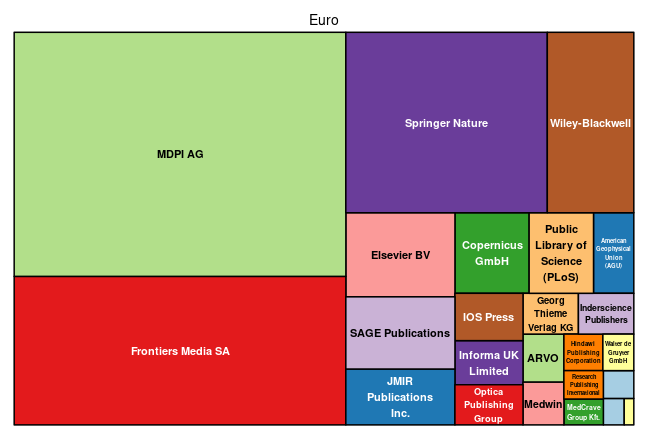 Euro
MDPI AG
Frontiers Media SA
Springer Nature
Wiley-Blackwell
Elsevier BV
SAGE Publications
JMIR
Publications
Inc.
Copernicus
GmbH
Public
Library of
Science
(PLoS)
American
Geophysical
Union
(AGU)
IOS Press
Informa UK
Limited
Optica
Publishing
Group
Georg
Thieme
Verlag KG
Inderscience
Publishers
ARVO
Medwin
Hindawi
Publishing
Corporation
Walter de
Gruyter
GmbH
Research
Publishing
International
MedCrave
Group Kft.